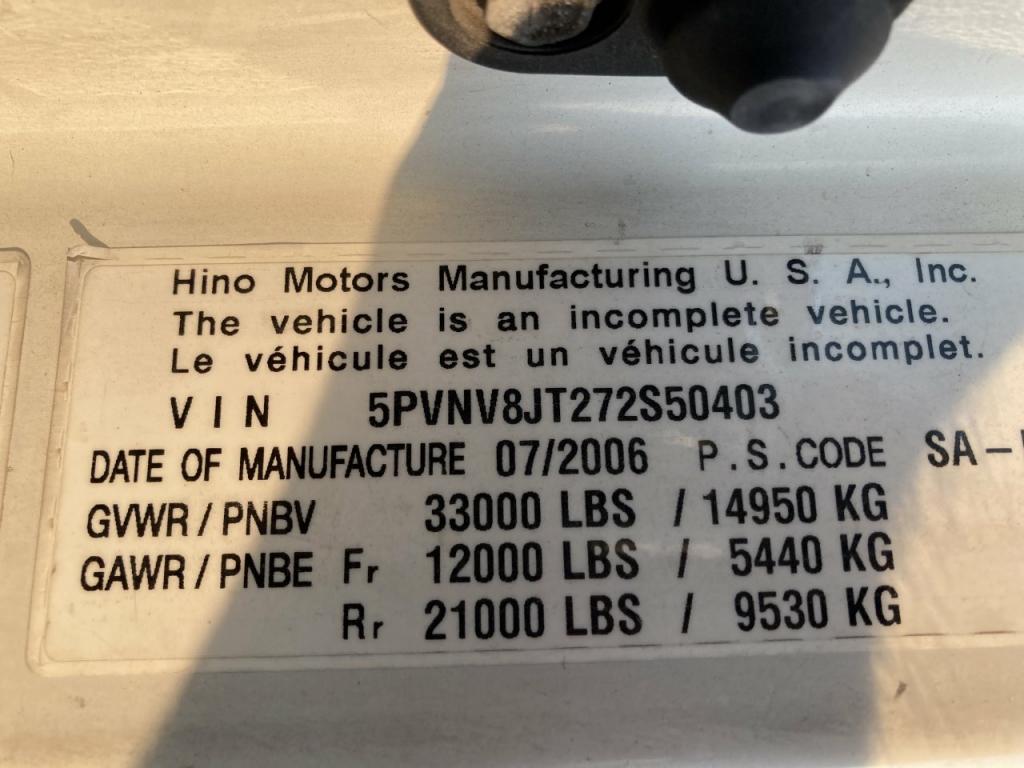 Hino Motors Manufacturing U. S. A., Inc.
The vehicle is an incomplete vehicle.
Le véhicule est un véhicule incomplet.
VIN 5PVNV8JT272S50403
DATE OF MANUFACTURE 07/2006 P.S.CODE SA-
GVWR/PNBV 33000 LBS / 14950 KG
GAWR/PNBE Fr 12000 LBS / 5440 KG
Rr 21000 LBS / 9530 KG